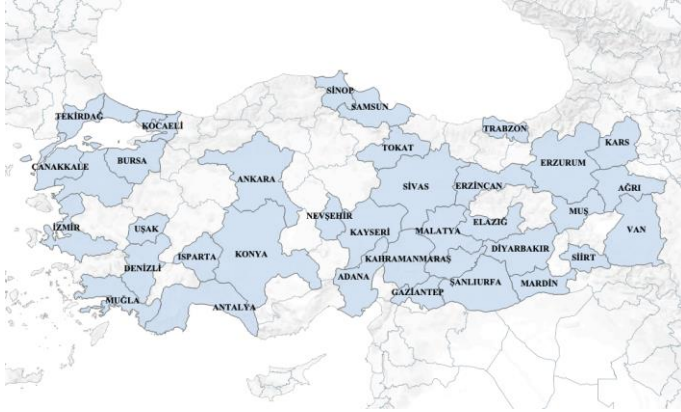 SİNOP
SAMSUN
TEKİRDAĞ
KOCAELİ
TRABZON
KARS
TOKAT
ÇANAKKALE
BURSA
ERZURUM
ANKARA
SİVAS
ERZİNCAN
AĞRI
NEVŞEHİR
MUŞ
İZMİR
UŞAK
KAYSERİ
MALATYA
ELAZIĞ
VAN
DİYARBAKIR
ISPARTA
KONYA
KAHRAMANMARAŞ
SİİRT
DENİZLİ
ADANA
ŞANLIURFA
MARDİN
GAZİANTEP
MUĞLA
ANTALYA